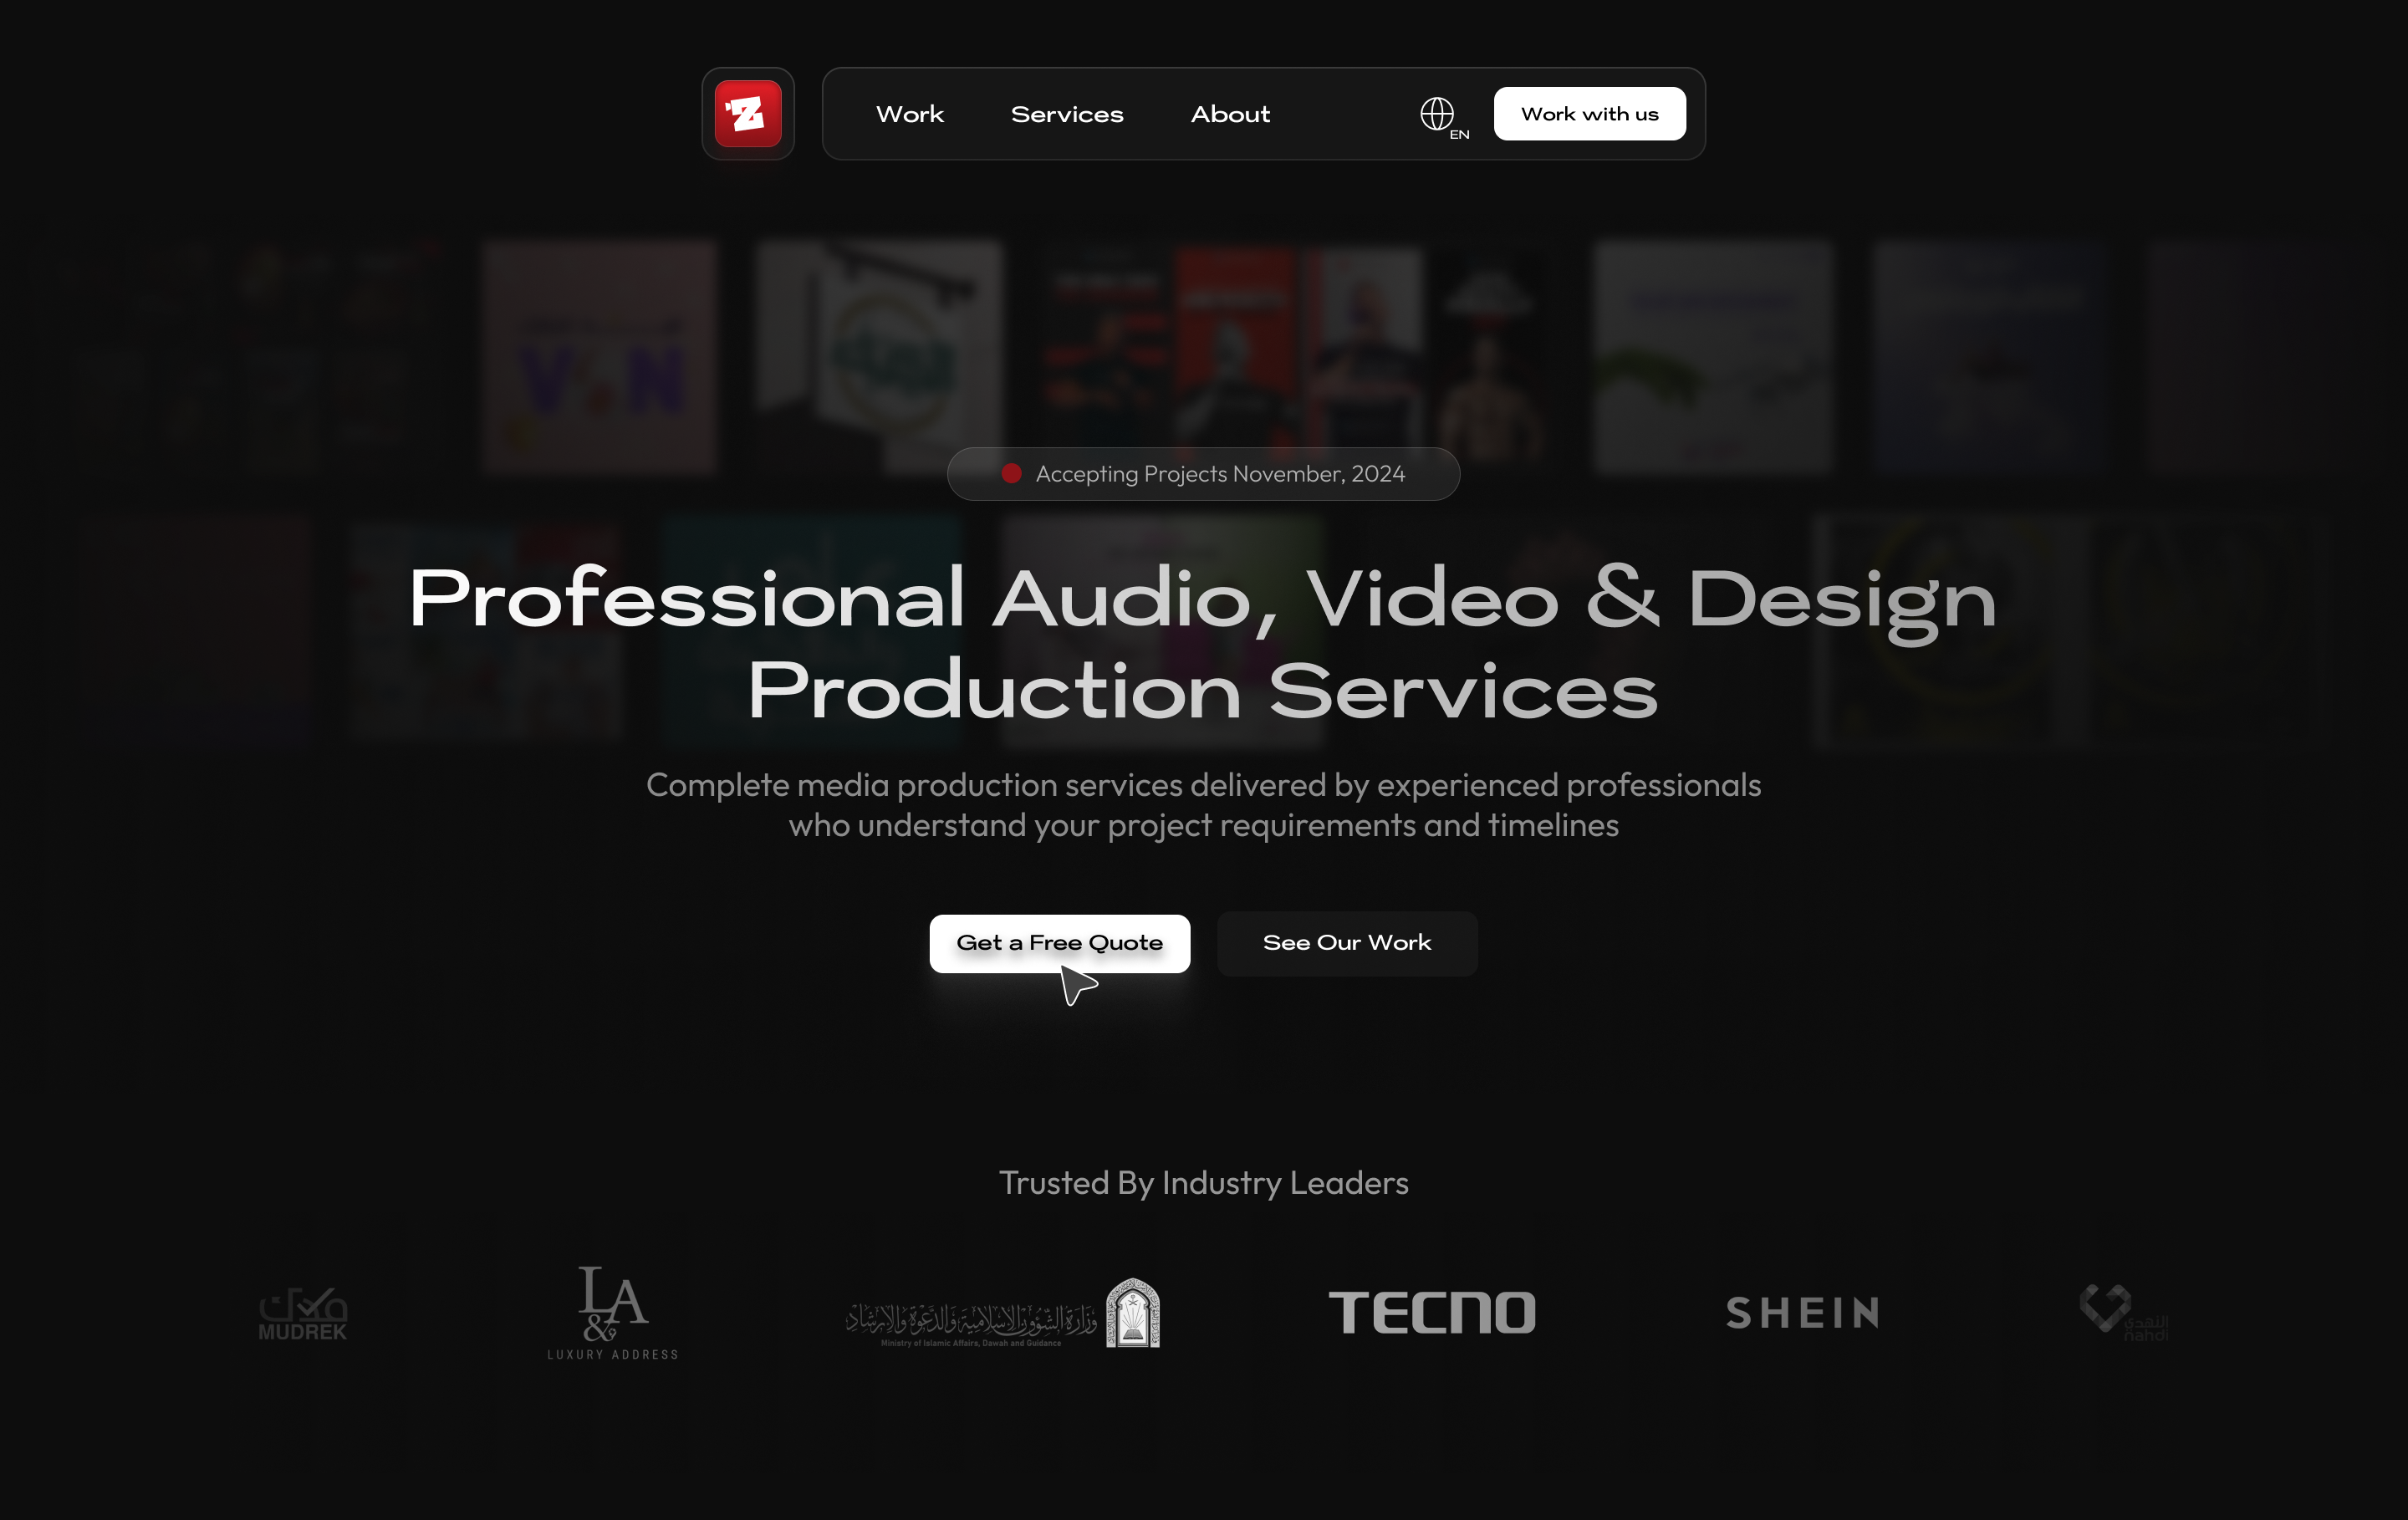 Work
Services
About
EN
Work with us
Accepting Projects November, 2024
Professional Audio, Video & Design
Production Services
Complete media production services delivered by experienced professionals
who understand your project requirements and timelines
Get a Free Quote
See Our Work
Trusted By Industry Leaders
مدرك
MUDREK
LA
&
LUXURY ADDRESS
وزارة الشؤون الإسلامية والدعوة والإرشاد
Ministry of Islamic Affairs, Dawah and Guidance
TECNO
SHEIN
النهدي
nahdi